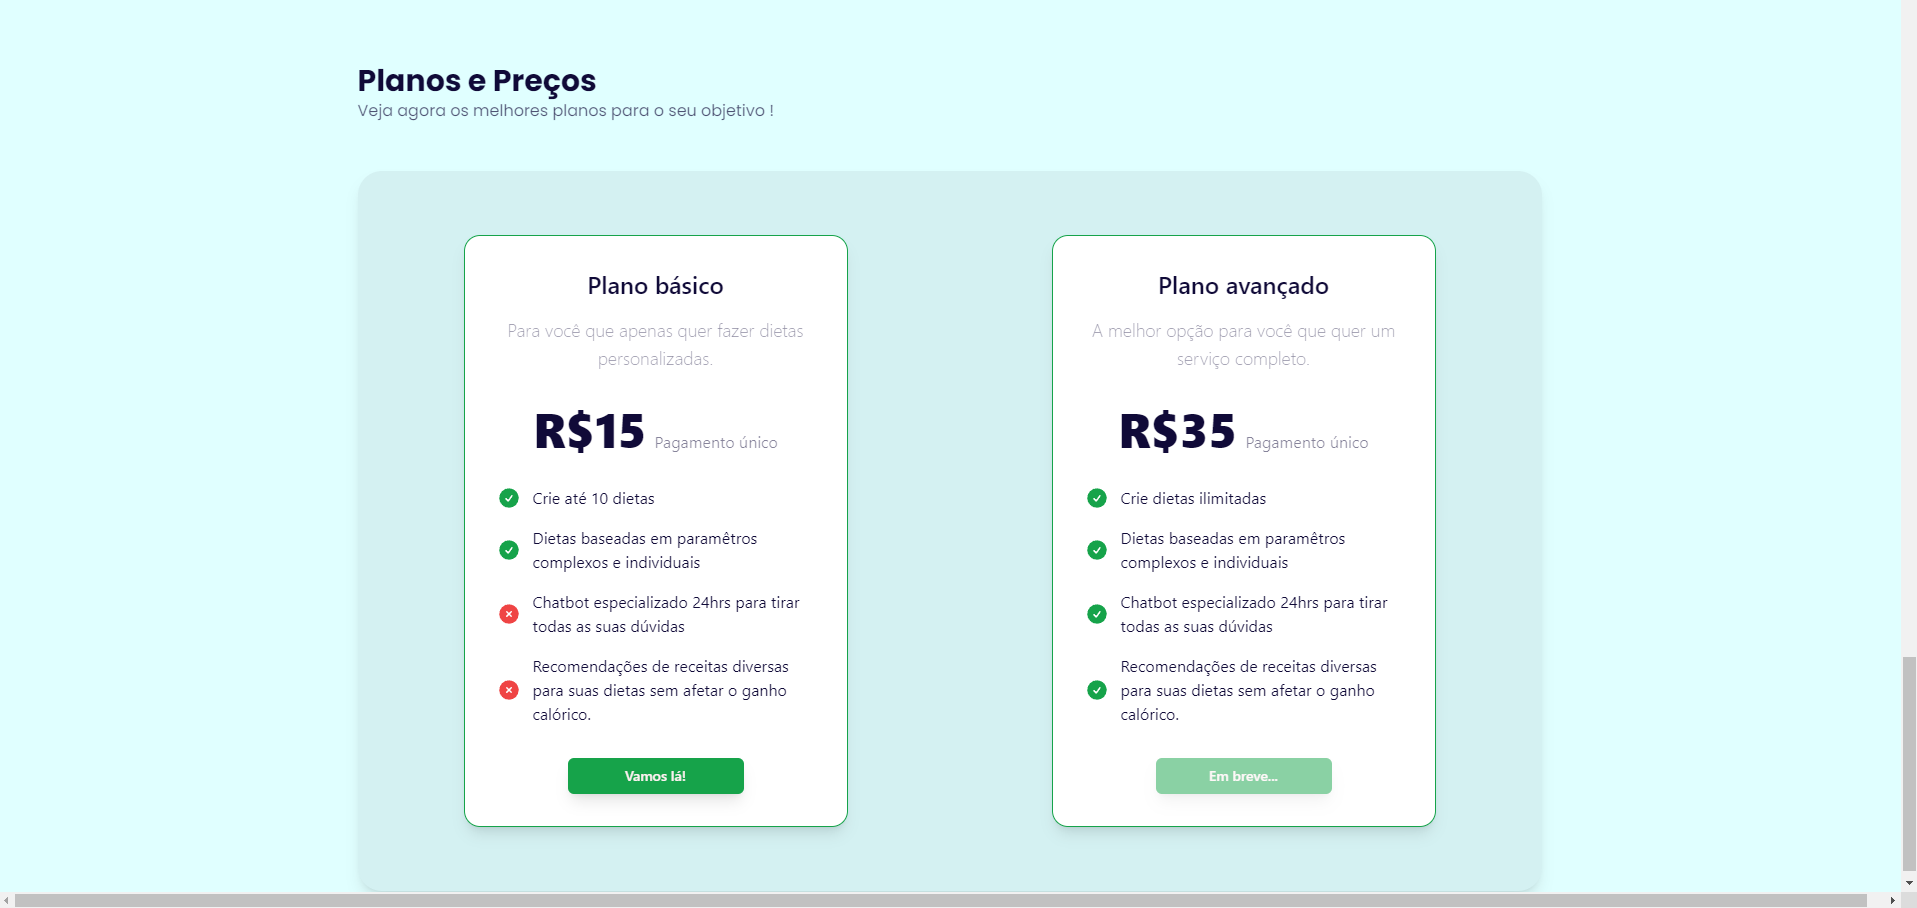 Planos e Preços
Veja agora os melhores planos para o seu objetivo !
Plano básico
Para você que apenas quer fazer dietas
personalizadas.
R$15 Pagamento único
Crie até 10 dietas
Dietas baseadas em paramêtros
complexos e individuais
Chatbot especializado 24hrs para tirar
todas as suas dúvidas
Recomendações de receitas diversas
para suas dietas sem afetar o ganho
calórico.
Vamos lá!
Plano avançado
A melhor opção para você que quer um
serviço completo.
R$35 Pagamento único
Crie dietas ilimitadas
Dietas baseadas em paramêtros
complexos e individuais
Chatbot especializado 24hrs para tirar
todas as suas dúvidas
Recomendações de receitas diversas
para suas dietas sem afetar o ganho
calórico.
Em breve...